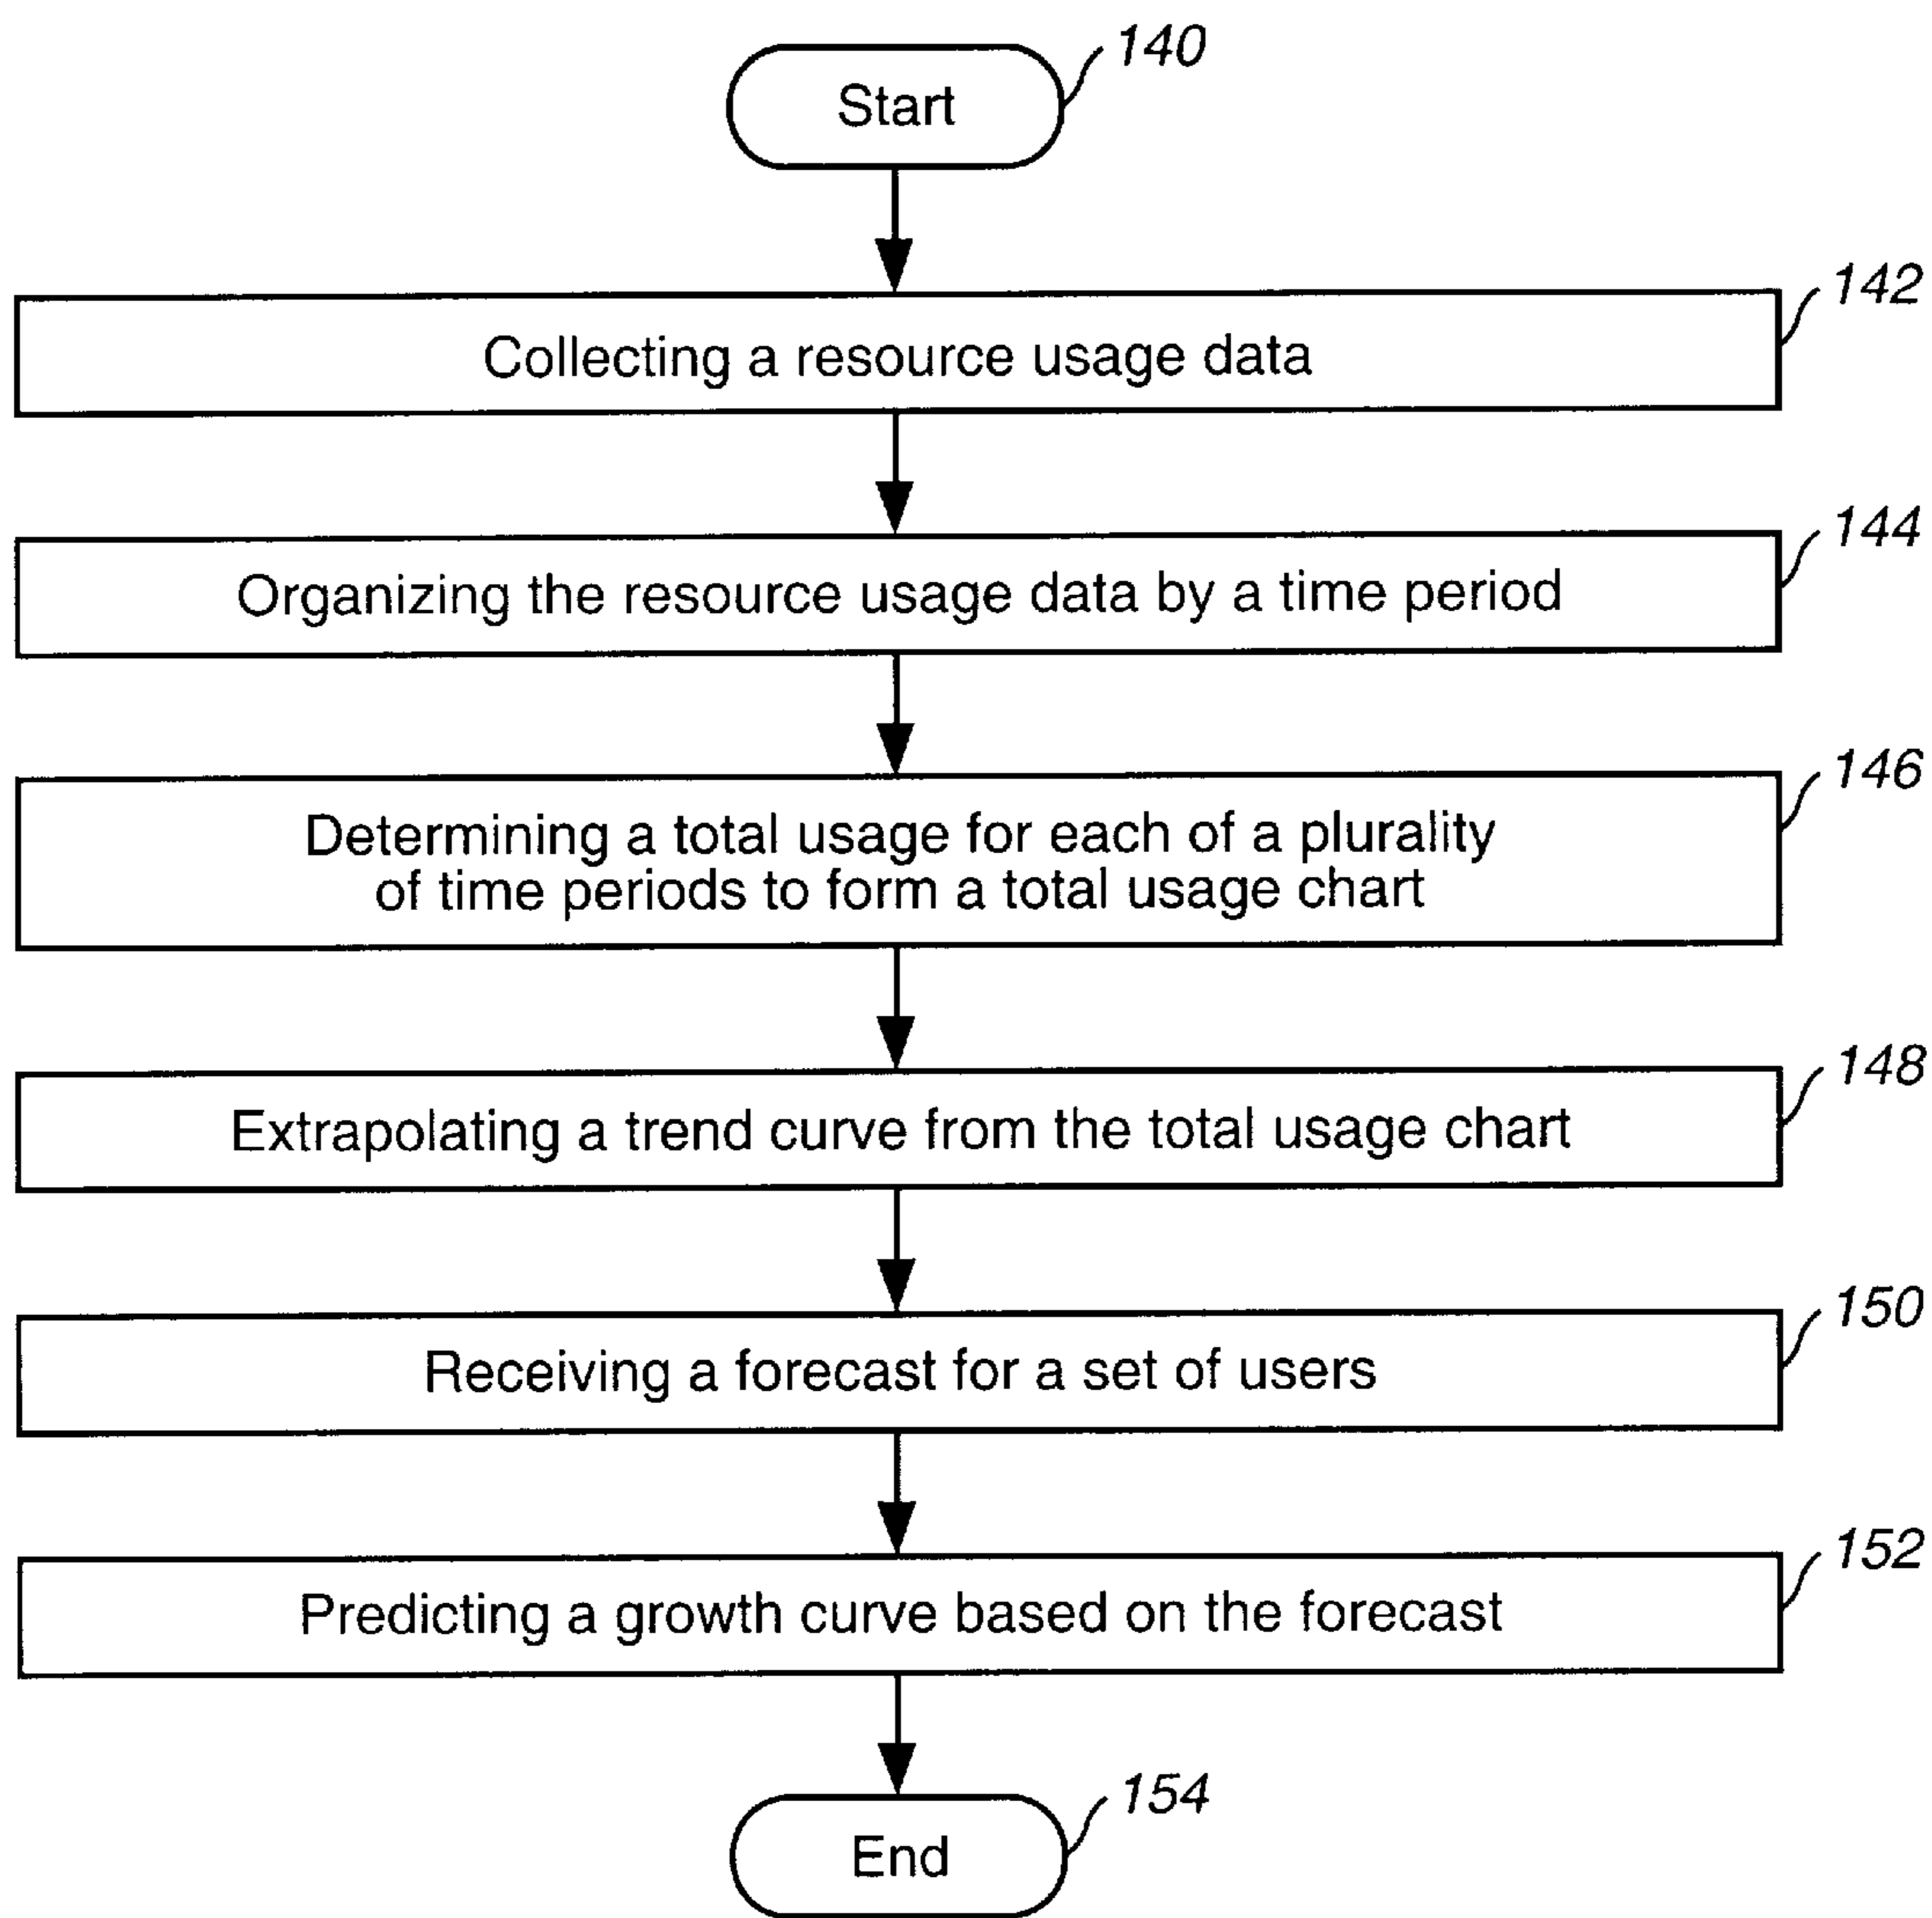 140
Start
142
Collecting a resource usage data
144
Organizing the resource usage data by a time period
146
Determining a total usage for each of a plurality
of time periods to form a total usage chart
148
Extrapolating a trend curve from the total usage chart
150
Receiving a forecast for a set of users
152
Predicting a growth curve based on the forecast
154
End